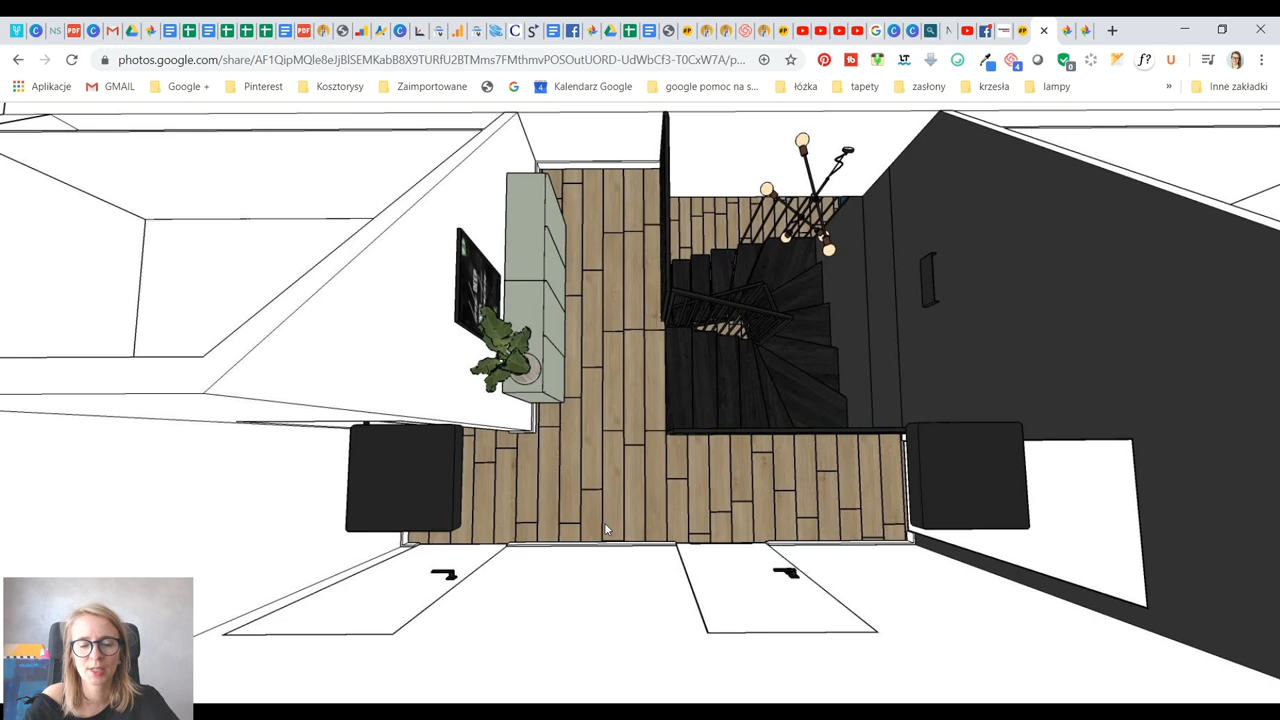 photos.google.com/share/AF1QipMQle8eJjBlSEMSKabB8XTURfU2BTMms7FMthmvPOSOutUORD-UdWbCf3-T0CxW7A/p...
Aplikacje GMAIL Google + Pinterest Kosztorysy Zaimportowane Kalendarz Google google pomoc na s... łóżka tapety zasłony krzesła lampy » Inne zakładki